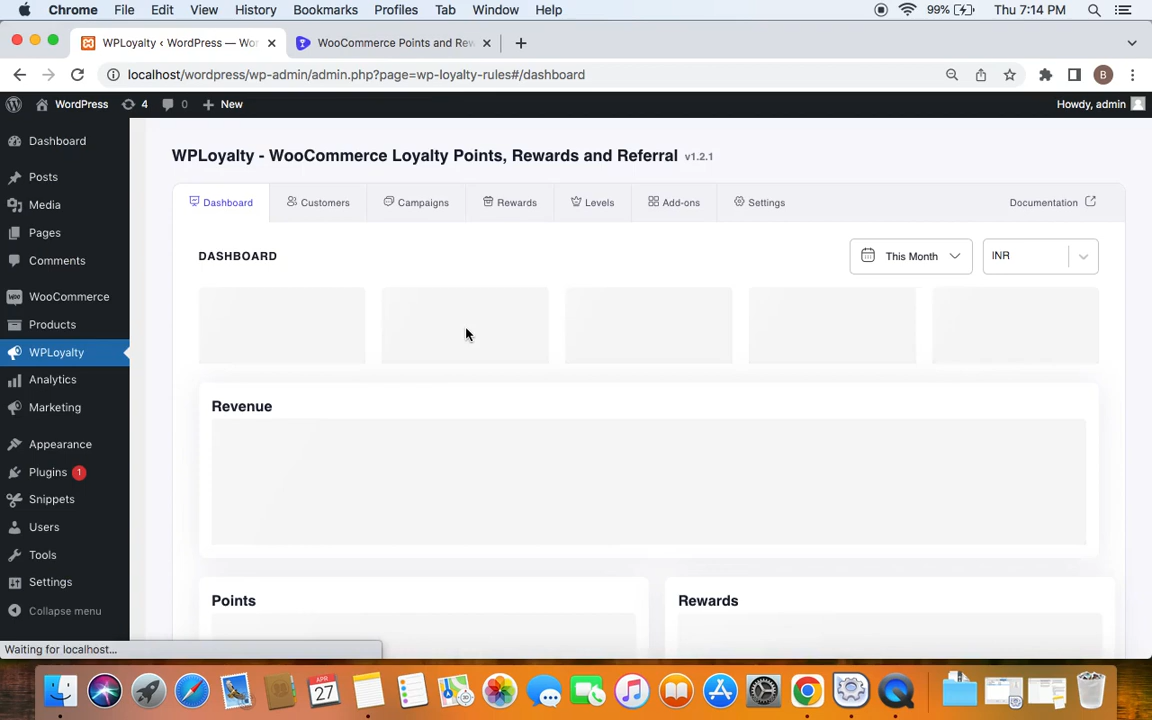 Chrome File Edit View History Bookmarks Profiles Tab Window Help 99% Thu 7:14 PM
WPLoyalty ‹ WordPress — Wor WooCommerce Points and Rew
localhost/wordpress/wp-admin/admin.php?page=wp-loyalty-rules#/dashboard B
WordPress 4 0 New Howdy, admin
Dashboard
Posts
Media
Pages
Comments
WooCommerce
Products
WPLoyalty
Analytics
Marketing
Appearance
Plugins 1
Snippets
Users
Tools
Settings
Collapse menu
WPLoyalty - WooCommerce Loyalty Points, Rewards and Referral v1.2.1
Dashboard Customers Campaigns Rewards Levels Add-ons Settings Documentation
DASHBOARD This Month INR
Revenue
Points Rewards
Waiting for localhost...
APR
27